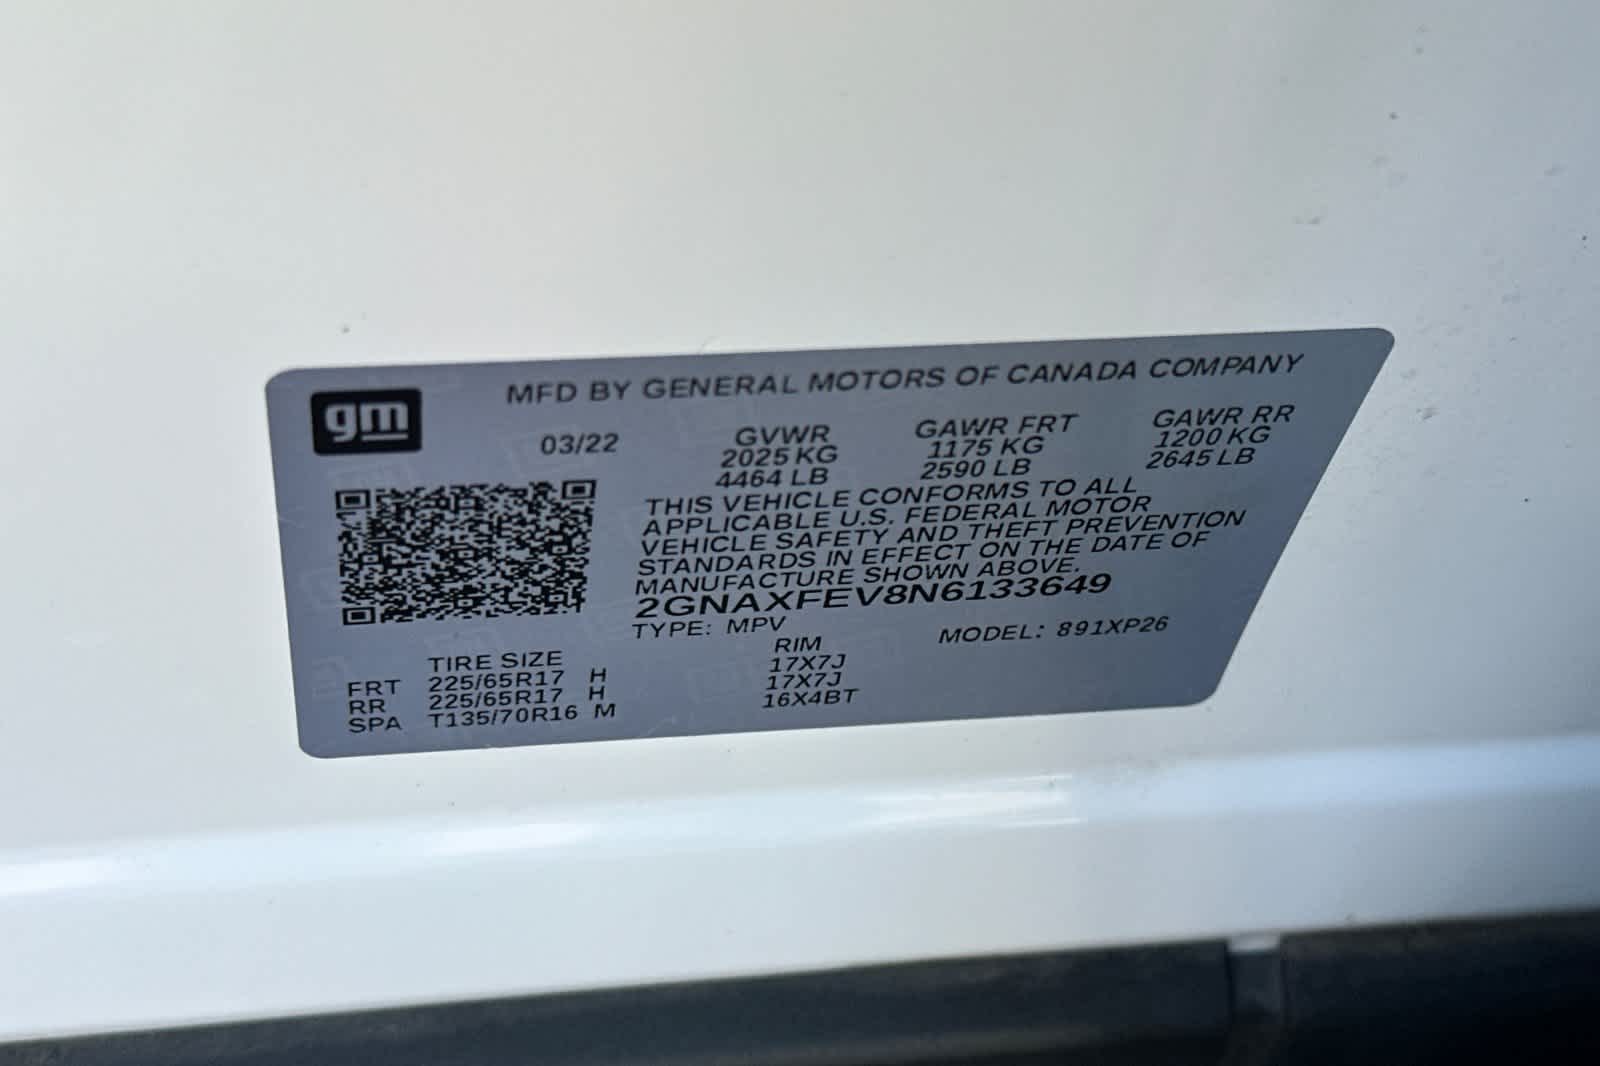 gm
MFD BY GENERAL MOTORS OF CANADA COMPANY
03/22 GVWR GAWR FRT GAWR RR
2025 KG 1175 KG 1200 KG
4464 LB 2590 LB 2645 LB
THIS VEHICLE CONFORMS TO ALL
APPLICABLE U.S. FEDERAL MOTOR
VEHICLE SAFETY AND THEFT PREVENTION
STANDARDS IN EFFECT ON THE DATE OF
MANUFACTURE SHOWN ABOVE.
2GNAXFEV8N6133649
TYPE: MPV MODEL: 891XP26
TIRE SIZE RIM
FRT 225/65R17 H 17X7J
RR 225/65R17 H 17X7J
SPA T135/70R16 M 16X4BT